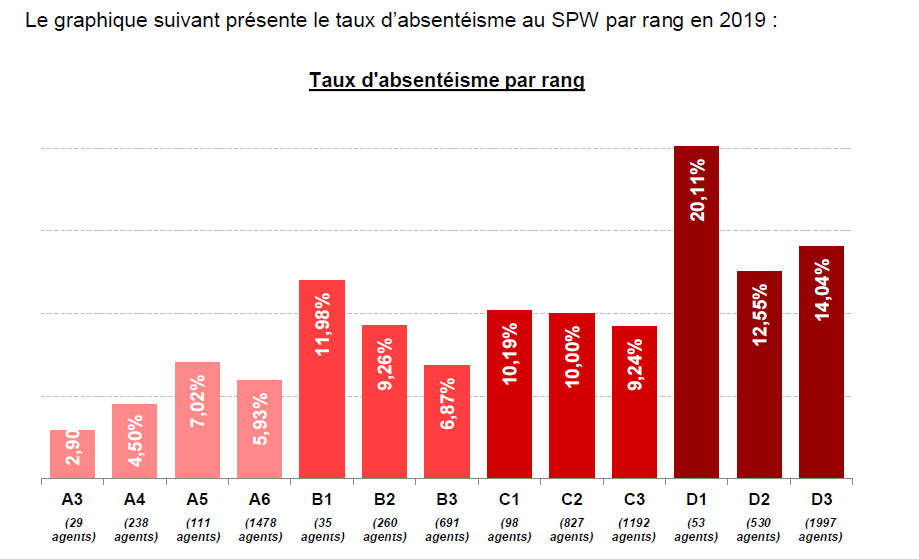 Le graphique suivant présente le taux d’absentéisme au SPW par rang en 2019 :
Taux d'absentéisme par rang
2,90
4,50%
7,02%
5,93%
11,98%
9,26%
6,87%
10,19%
10,00%
9,24%
20,11%
12,55%
14,04%
A3 A4 A5 A6 B1 B2 B3 C1 C2 C3 D1 D2 D3
(29 (238 (111 (1478 (35 (260 (691 (98 (827 (1192 (53 (530 (1997
agents) agents) agents) agents) agents) agents) agents) agents) agents) agents) agents) agents) agents)